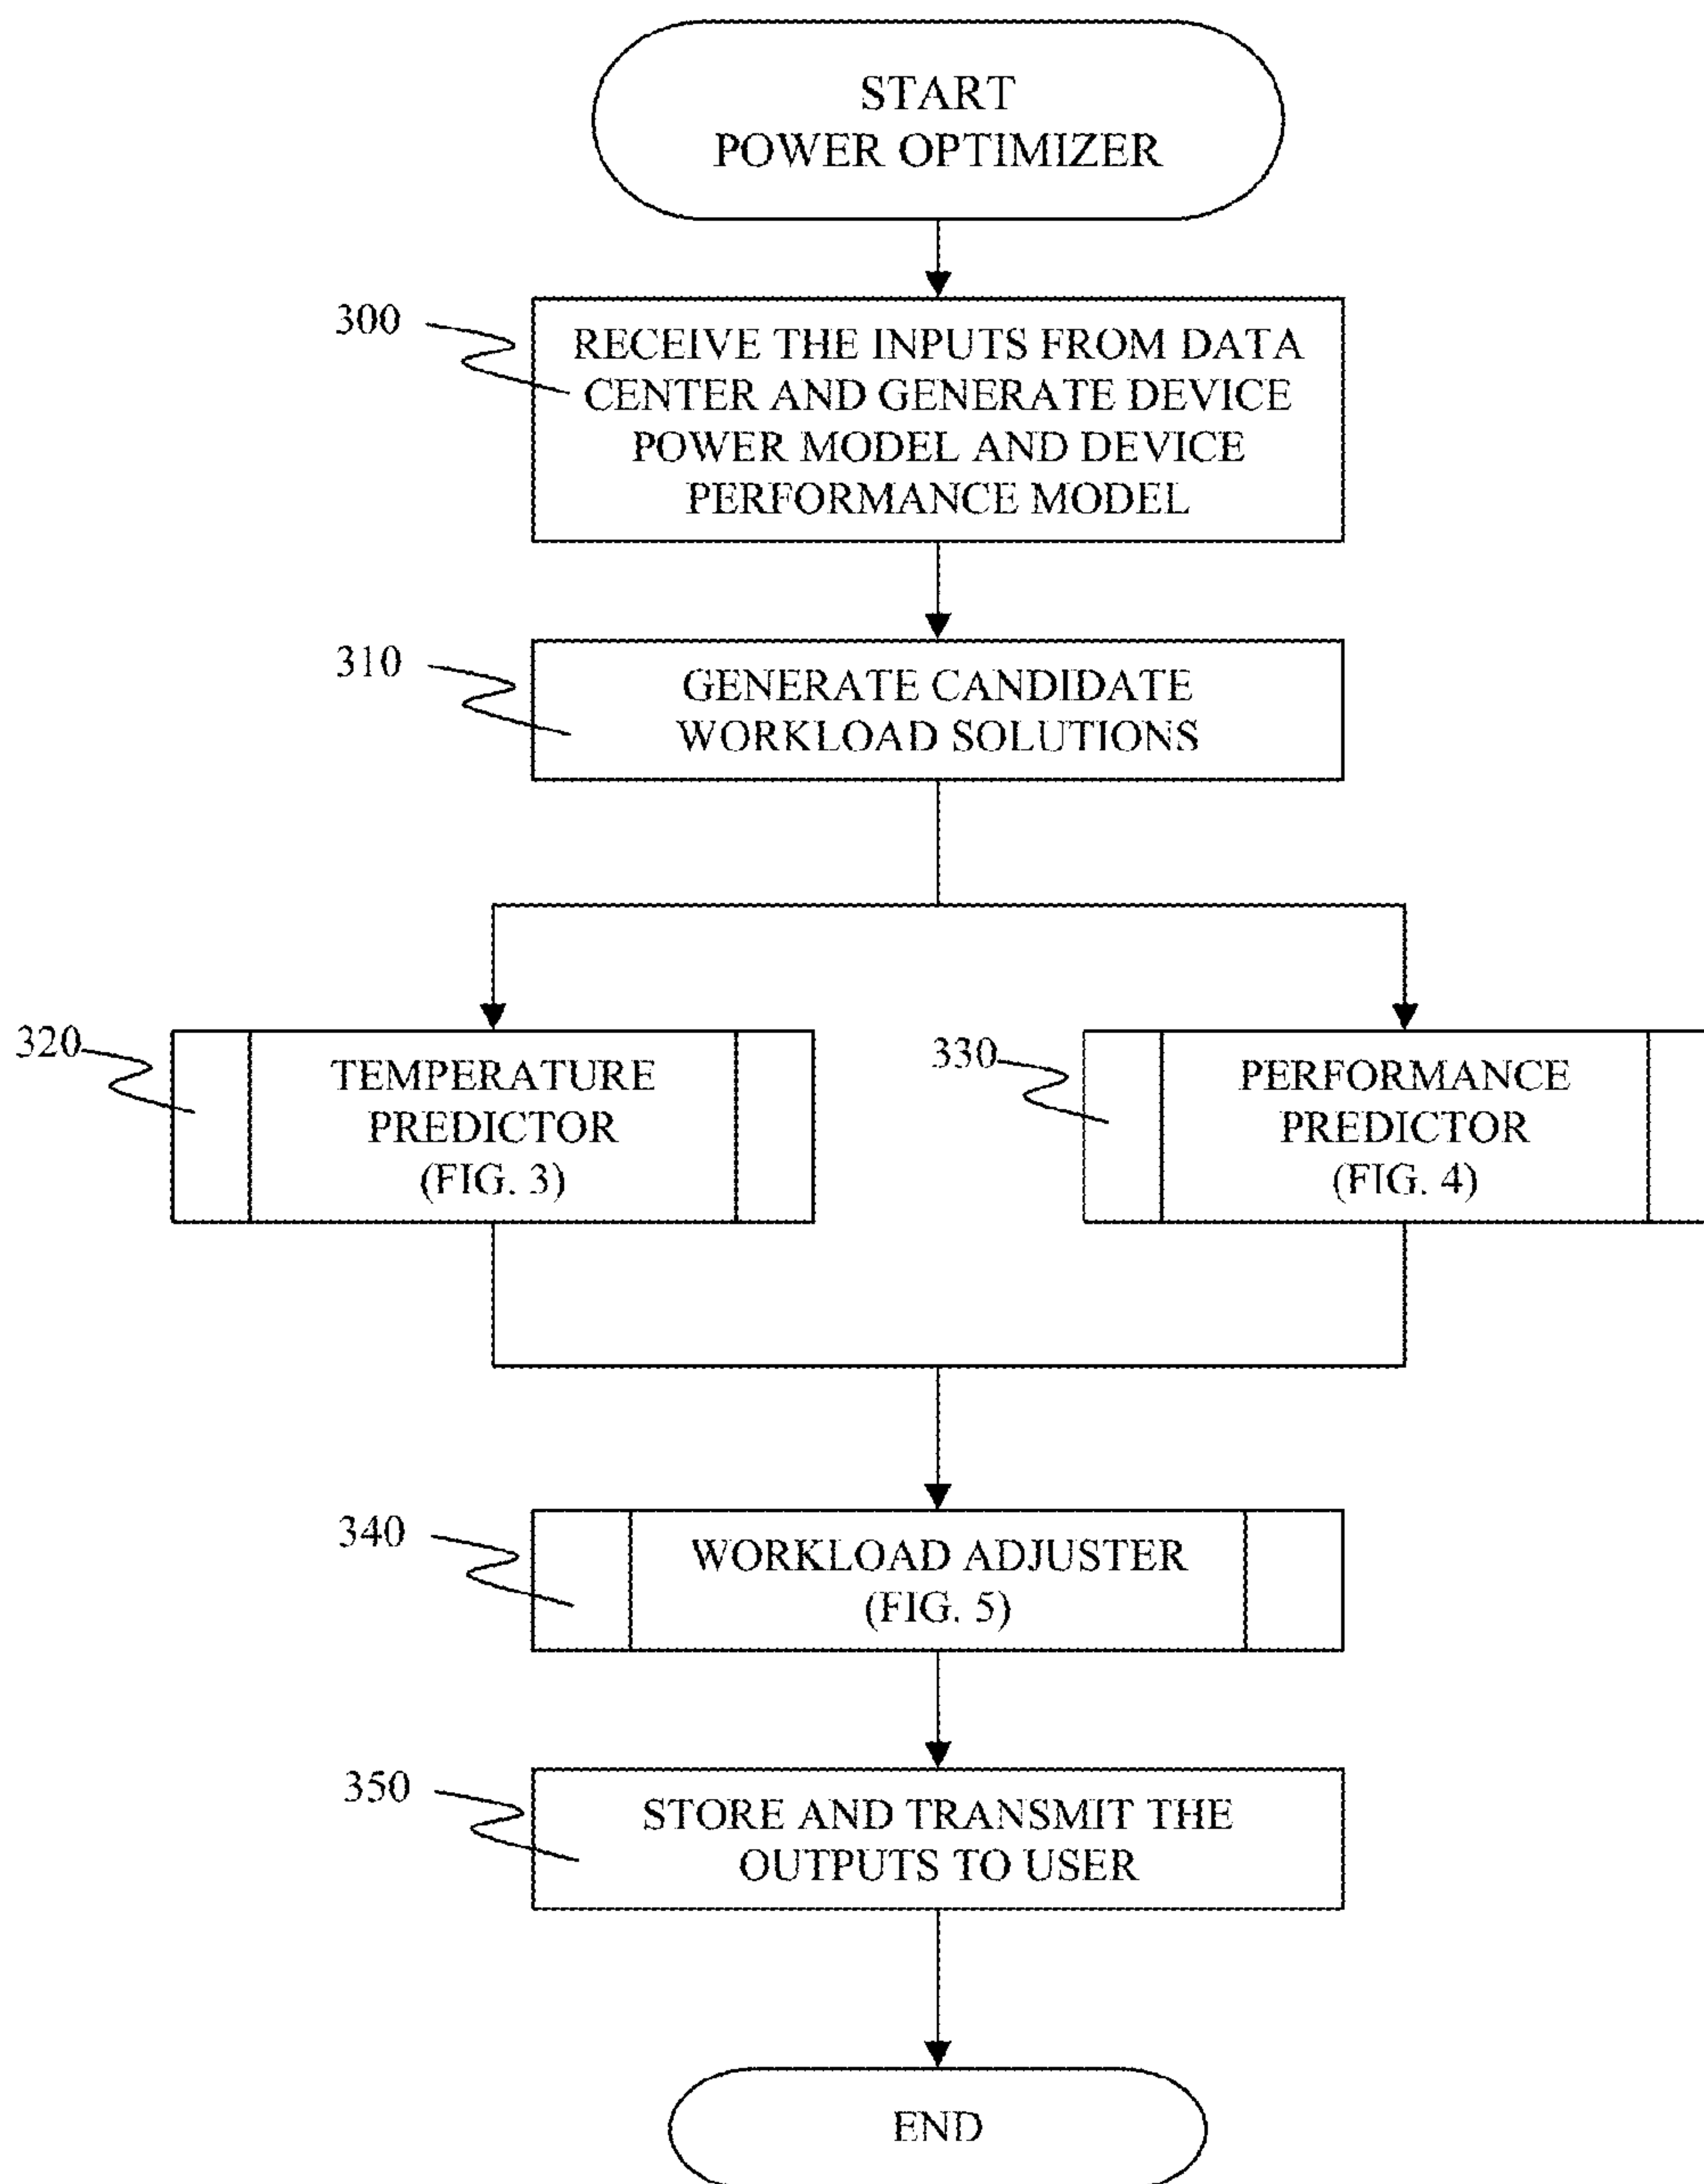 START
POWER OPTIMIZER
300
RECEIVE THE INPUTS FROM DATA
CENTER AND GENERATE DEVICE
POWER MODEL AND DEVICE
PERFORMANCE MODEL
310
GENERATE CANDIDATE
WORKLOAD SOLUTIONS
320
TEMPERATURE
PREDICTOR
(FIG. 3)
330
PERFORMANCE
PREDICTOR
(FIG. 4)
340
WORKLOAD ADJUSTER
(FIG. 5)
350
STORE AND TRANSMIT THE
OUTPUTS TO USER
END